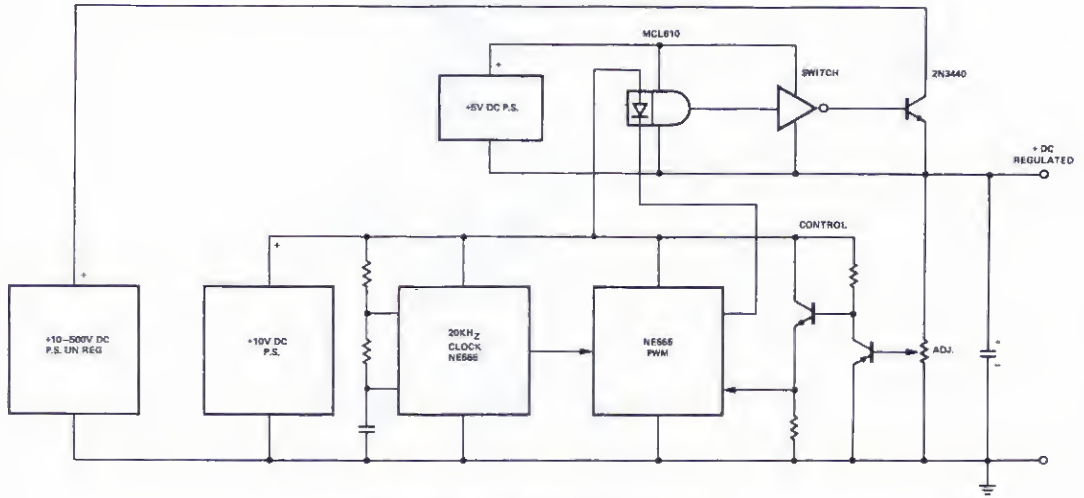 MCL610
SWITCH
2N3440
+5V DC P.S.
+
+ DC
REGULATED
CONTROL
+
+
+10-500V DC
P.S. UN REG
+10V DC
P.S.
20KHZ
CLOCK
NE555
NE555
PWM
ADJ.
+
-